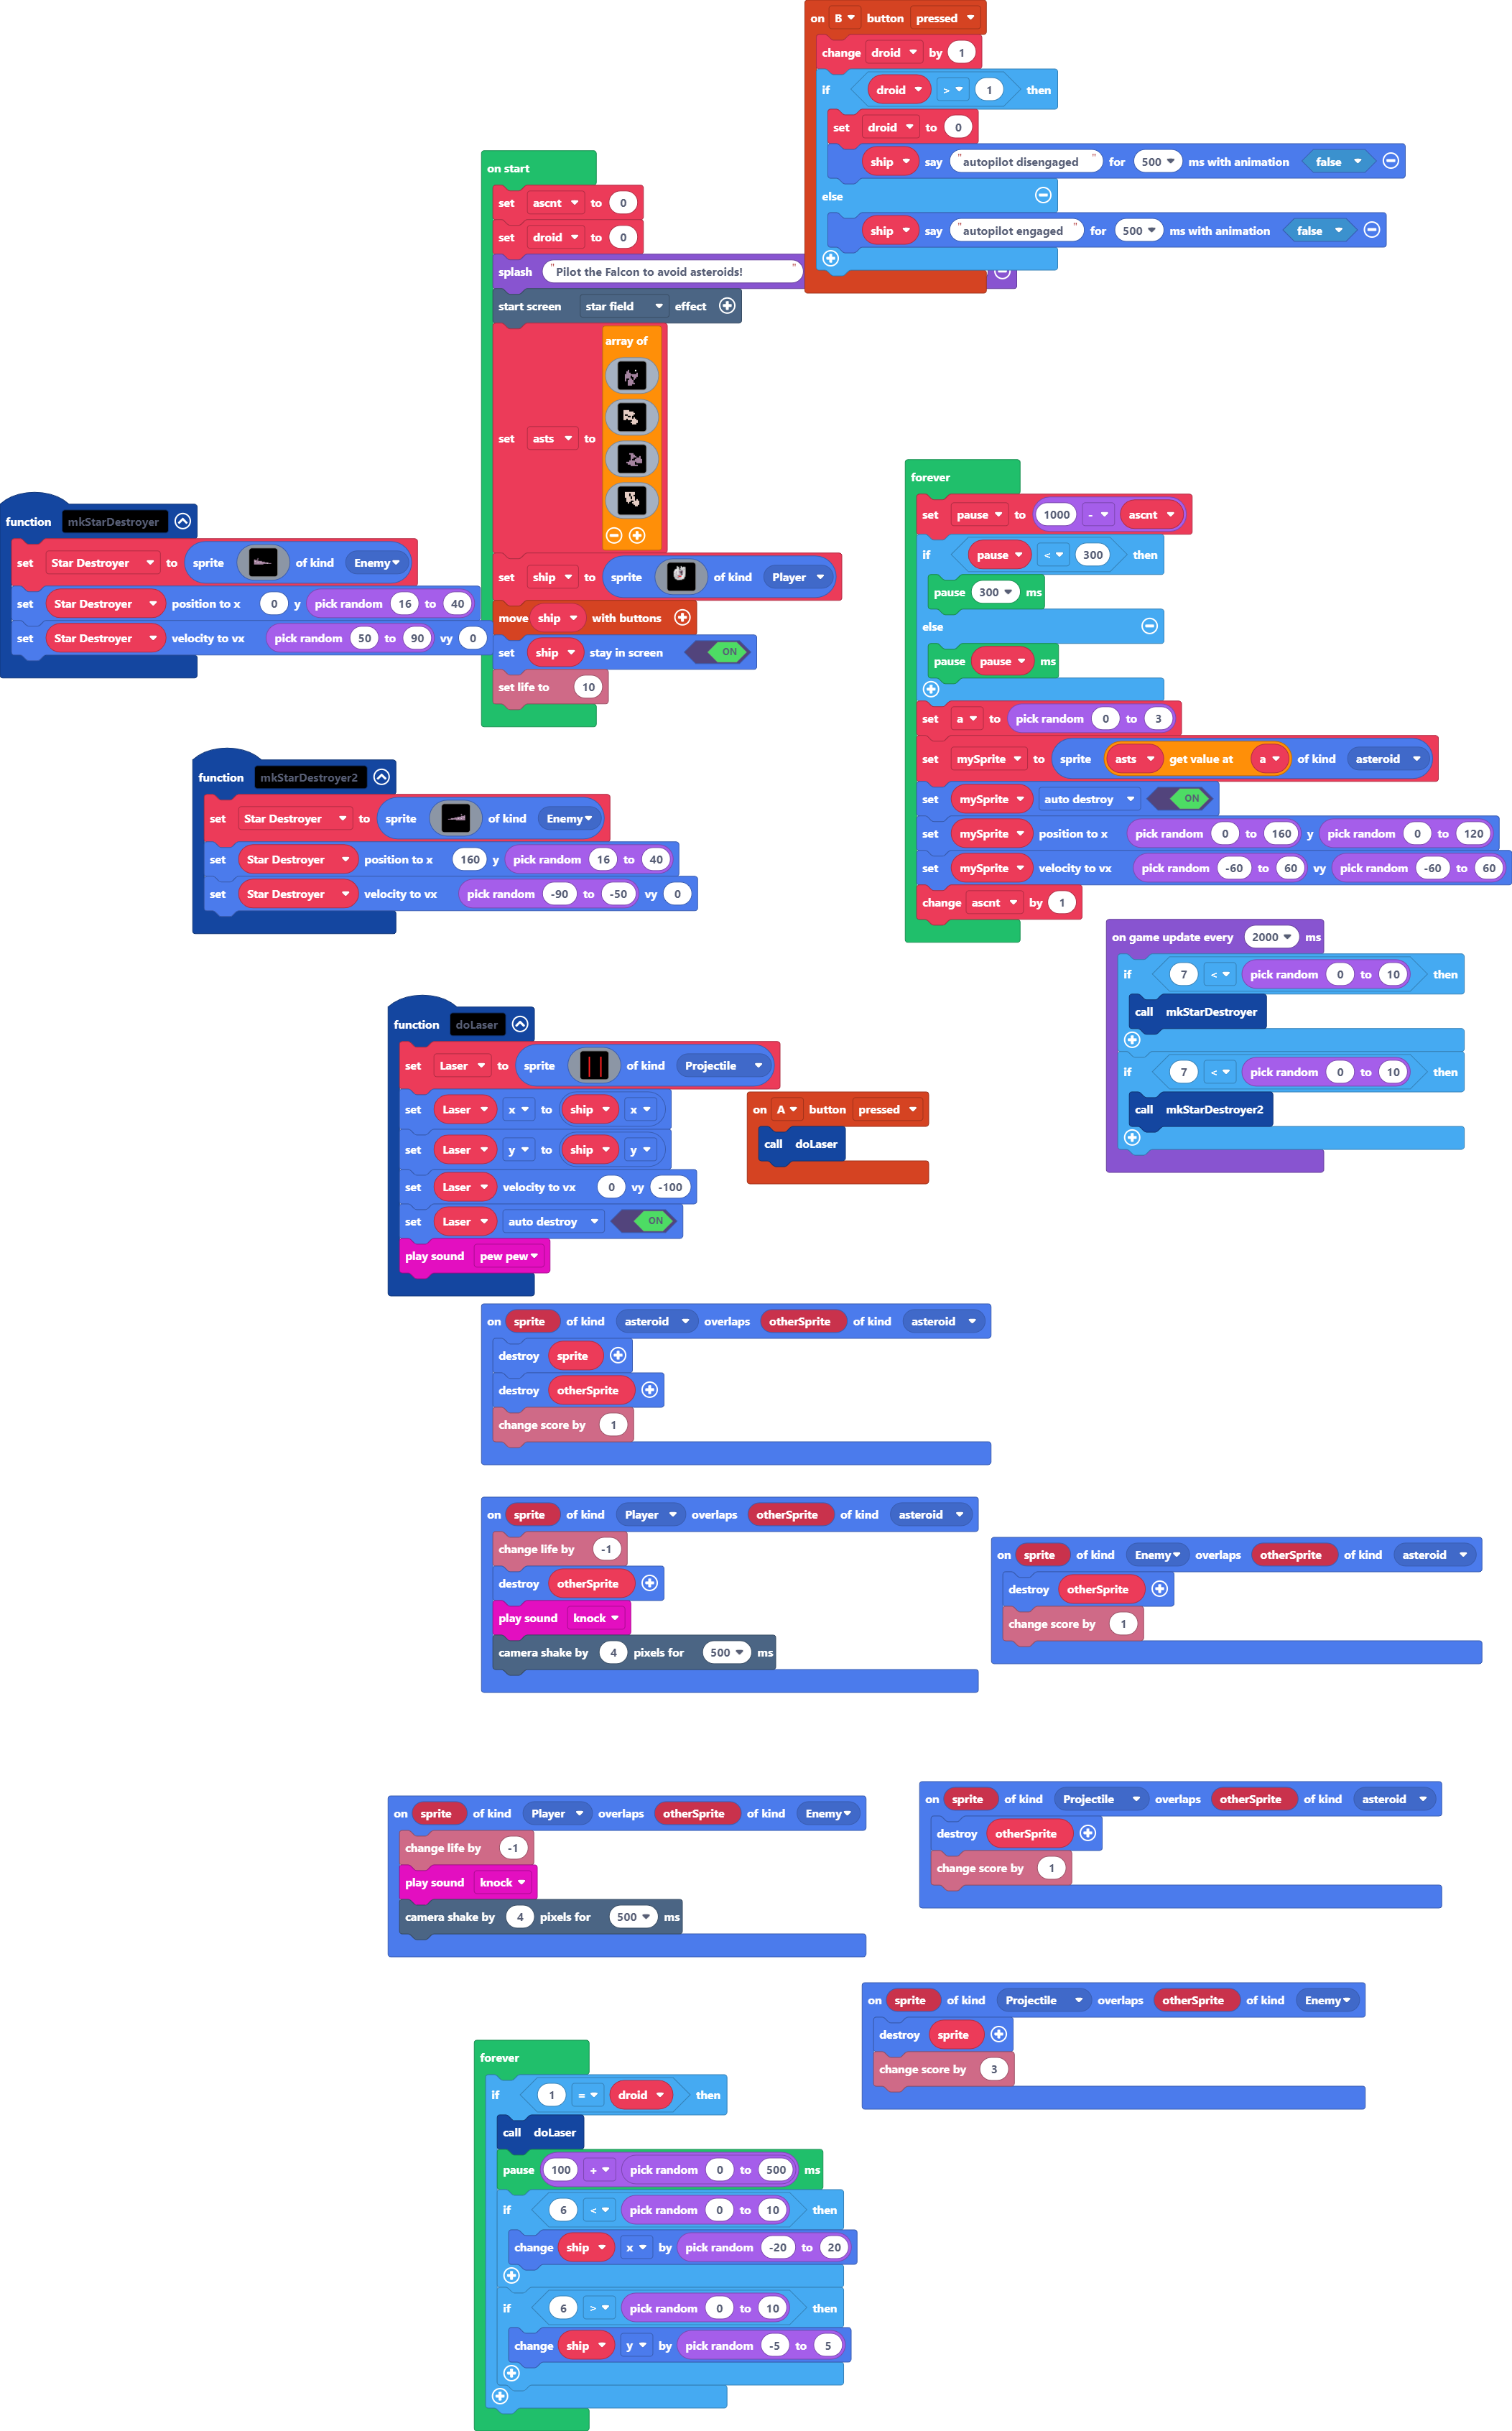 on B button pressed
change droid by 1
if droid > 1 then
set droid to 0
ship say "autopilot disengaged" for 500 ms with animation false
else
ship say "autopilot engaged" for 500 ms with animation false
on start
set ascnt to 0
set droid to 0
splash "Pilot the Falcon to avoid asteroids!"
start screen star field effect
set asts to array of
set ship to sprite of kind Player
move ship with buttons
set ship stay in screen ON
set life to 10
function mkStarDestroyer
set Star Destroyer to sprite of kind Enemy
set Star Destroyer position to x 0 y pick random 16 to 40
set Star Destroyer velocity to vx pick random 50 to 90 vy 0
function mkStarDestroyer2
set Star Destroyer to sprite of kind Enemy
set Star Destroyer position to x 160 y pick random 16 to 40
set Star Destroyer velocity to vx pick random -90 to -50 vy 0
forever
set pause to 1000 - ascnt
if pause < 300 then
pause 300 ms
else
pause pause ms
set a to pick random 0 to 3
set mySprite to sprite asts get value at a of kind asteroid
set mySprite auto destroy ON
set mySprite position to x pick random 0 to 160 y pick random 0 to 120
set mySprite velocity to vx pick random -60 to 60 vy pick random -60 to 60
change ascnt by 1
on game update every 2000 ms
if 7 < pick random 0 to 10 then
call mkStarDestroyer
if 7 < pick random 0 to 10 then
call mkStarDestroyer2
function doLaser
set Laser to sprite of kind Projectile
set Laser x to ship x
set Laser y to ship y
set Laser velocity to vx 0 vy -100
set Laser auto destroy ON
play sound pew pew
on A button pressed
call doLaser
on sprite of kind asteroid overlaps otherSprite of kind asteroid
destroy sprite
destroy otherSprite
change score by 1
on sprite of kind Player overlaps otherSprite of kind asteroid
change life by -1
destroy otherSprite
play sound knock
camera shake by 4 pixels for 500 ms
on sprite of kind Enemy overlaps otherSprite of kind asteroid
destroy otherSprite
change score by 1
on sprite of kind Player overlaps otherSprite of kind Enemy
change life by -1
play sound knock
camera shake by 4 pixels for 500 ms
on sprite of kind Projectile overlaps otherSprite of kind asteroid
destroy otherSprite
change score by 1
on sprite of kind Projectile overlaps otherSprite of kind Enemy
destroy sprite
change score by 3
forever
if 1 = droid then
call doLaser
pause 100 + pick random 0 to 500 ms
if 6 < pick random 0 to 10 then
change ship x by pick random -20 to 20
if 6 > pick random 0 to 10 then
change ship y by pick random -5 to 5